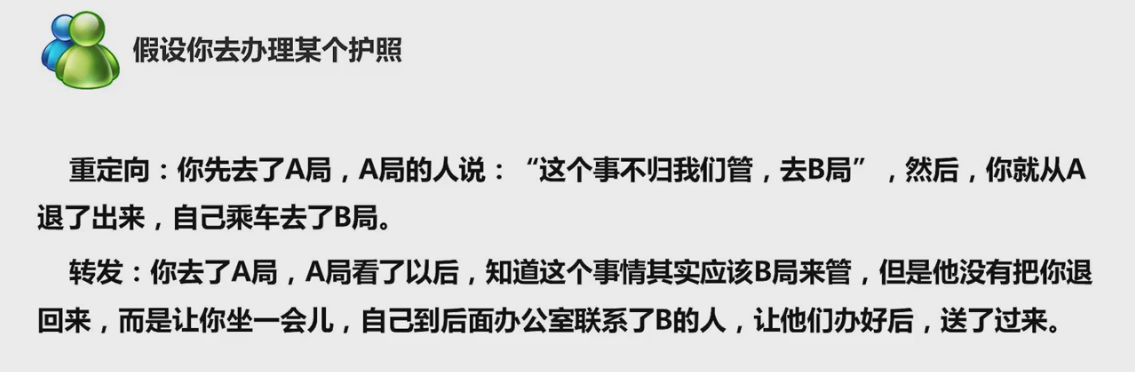 假设你去办理某个护照
重定向：你先去了A局，A局的人说：“这个事不归我们管，去B局”，然后，你就从A
退了出来，自己乘车去了B局。
转发：你去了A局，A局看了以后，知道这个事情其实应该B局来管，但是他没有把你退
回来，而是让你坐一会儿，自己到后面办公室联系了B的人，让他们办好后，送了过来。